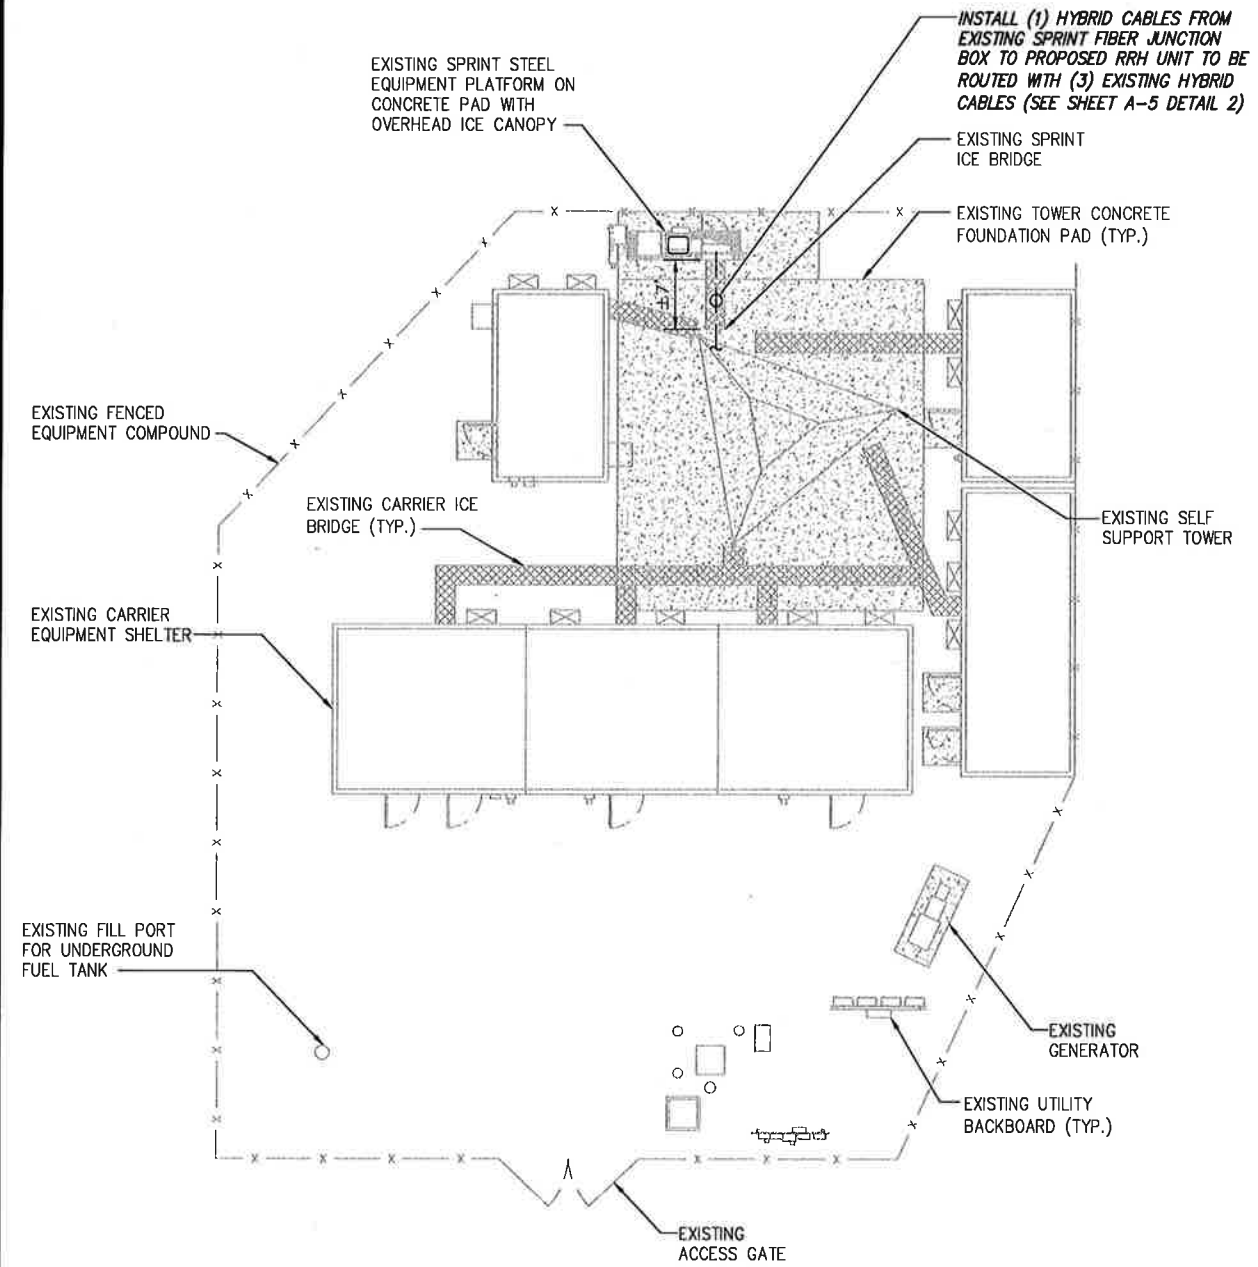 INSTALL (1) HYBRID CABLES FROM
EXISTING SPRINT FIBER JUNCTION
BOX TO PROPOSED RRH UNIT TO BE
ROUTED WITH (3) EXISTING HYBRID
CABLES (SEE SHEET A-5 DETAIL 2)
EXISTING SPRINT STEEL
EQUIPMENT PLATFORM ON
CONCRETE PAD WITH
OVERHEAD ICE CANOPY
EXISTING SPRINT
ICE BRIDGE
EXISTING TOWER CONCRETE
FOUNDATION PAD (TYP.)
±7'
EXISTING FENCED
EQUIPMENT COMPOUND
EXISTING CARRIER ICE
BRIDGE (TYP.)
EXISTING SELF
SUPPORT TOWER
EXISTING CARRIER
EQUIPMENT SHELTER
EXISTING FILL PORT
FOR UNDERGROUND
FUEL TANK
EXISTING
GENERATOR
EXISTING UTILITY
BACKBOARD (TYP.)
EXISTING
ACCESS GATE